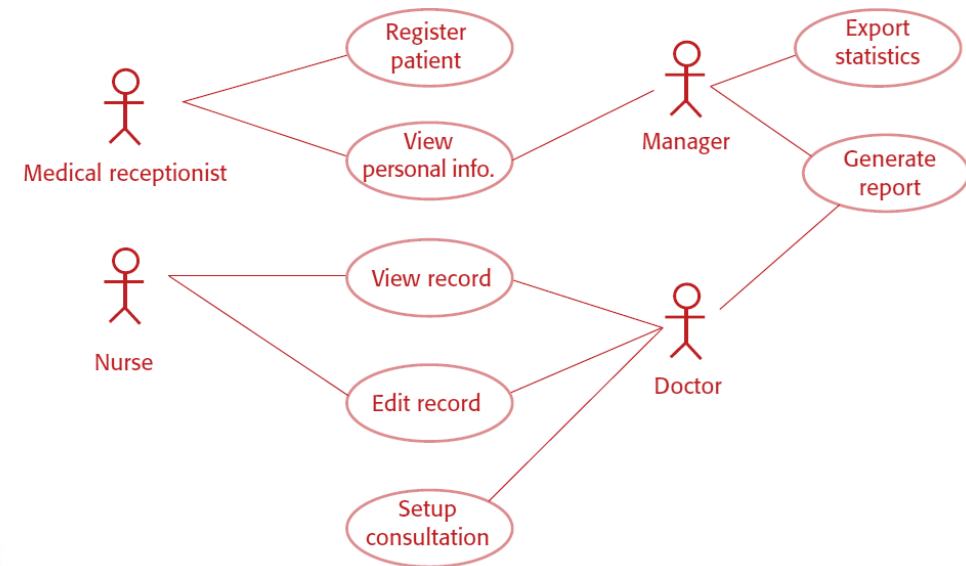 Register
patient
Export
statistics
View
personal info.
Manager
Generate
report
Medical receptionist
View record
Nurse
Edit record
Doctor
Setup
consultation